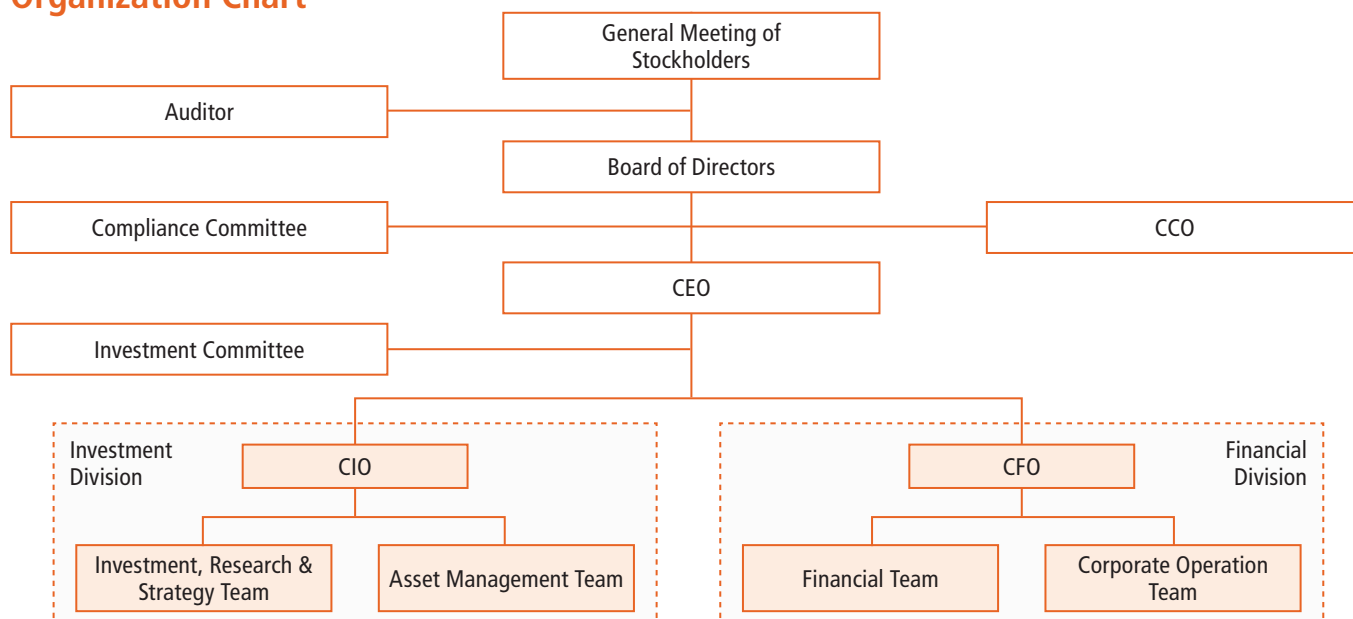 Organization Chart
General Meeting of
Stockholders
Auditor
Board of Directors
Compliance Committee
CCO
CEO
Investment Committee
Investment
Division
CIO
CFO
Financial
Division
Investment, Research &
Strategy Team
Asset Management Team
Financial Team
Corporate Operation
Team